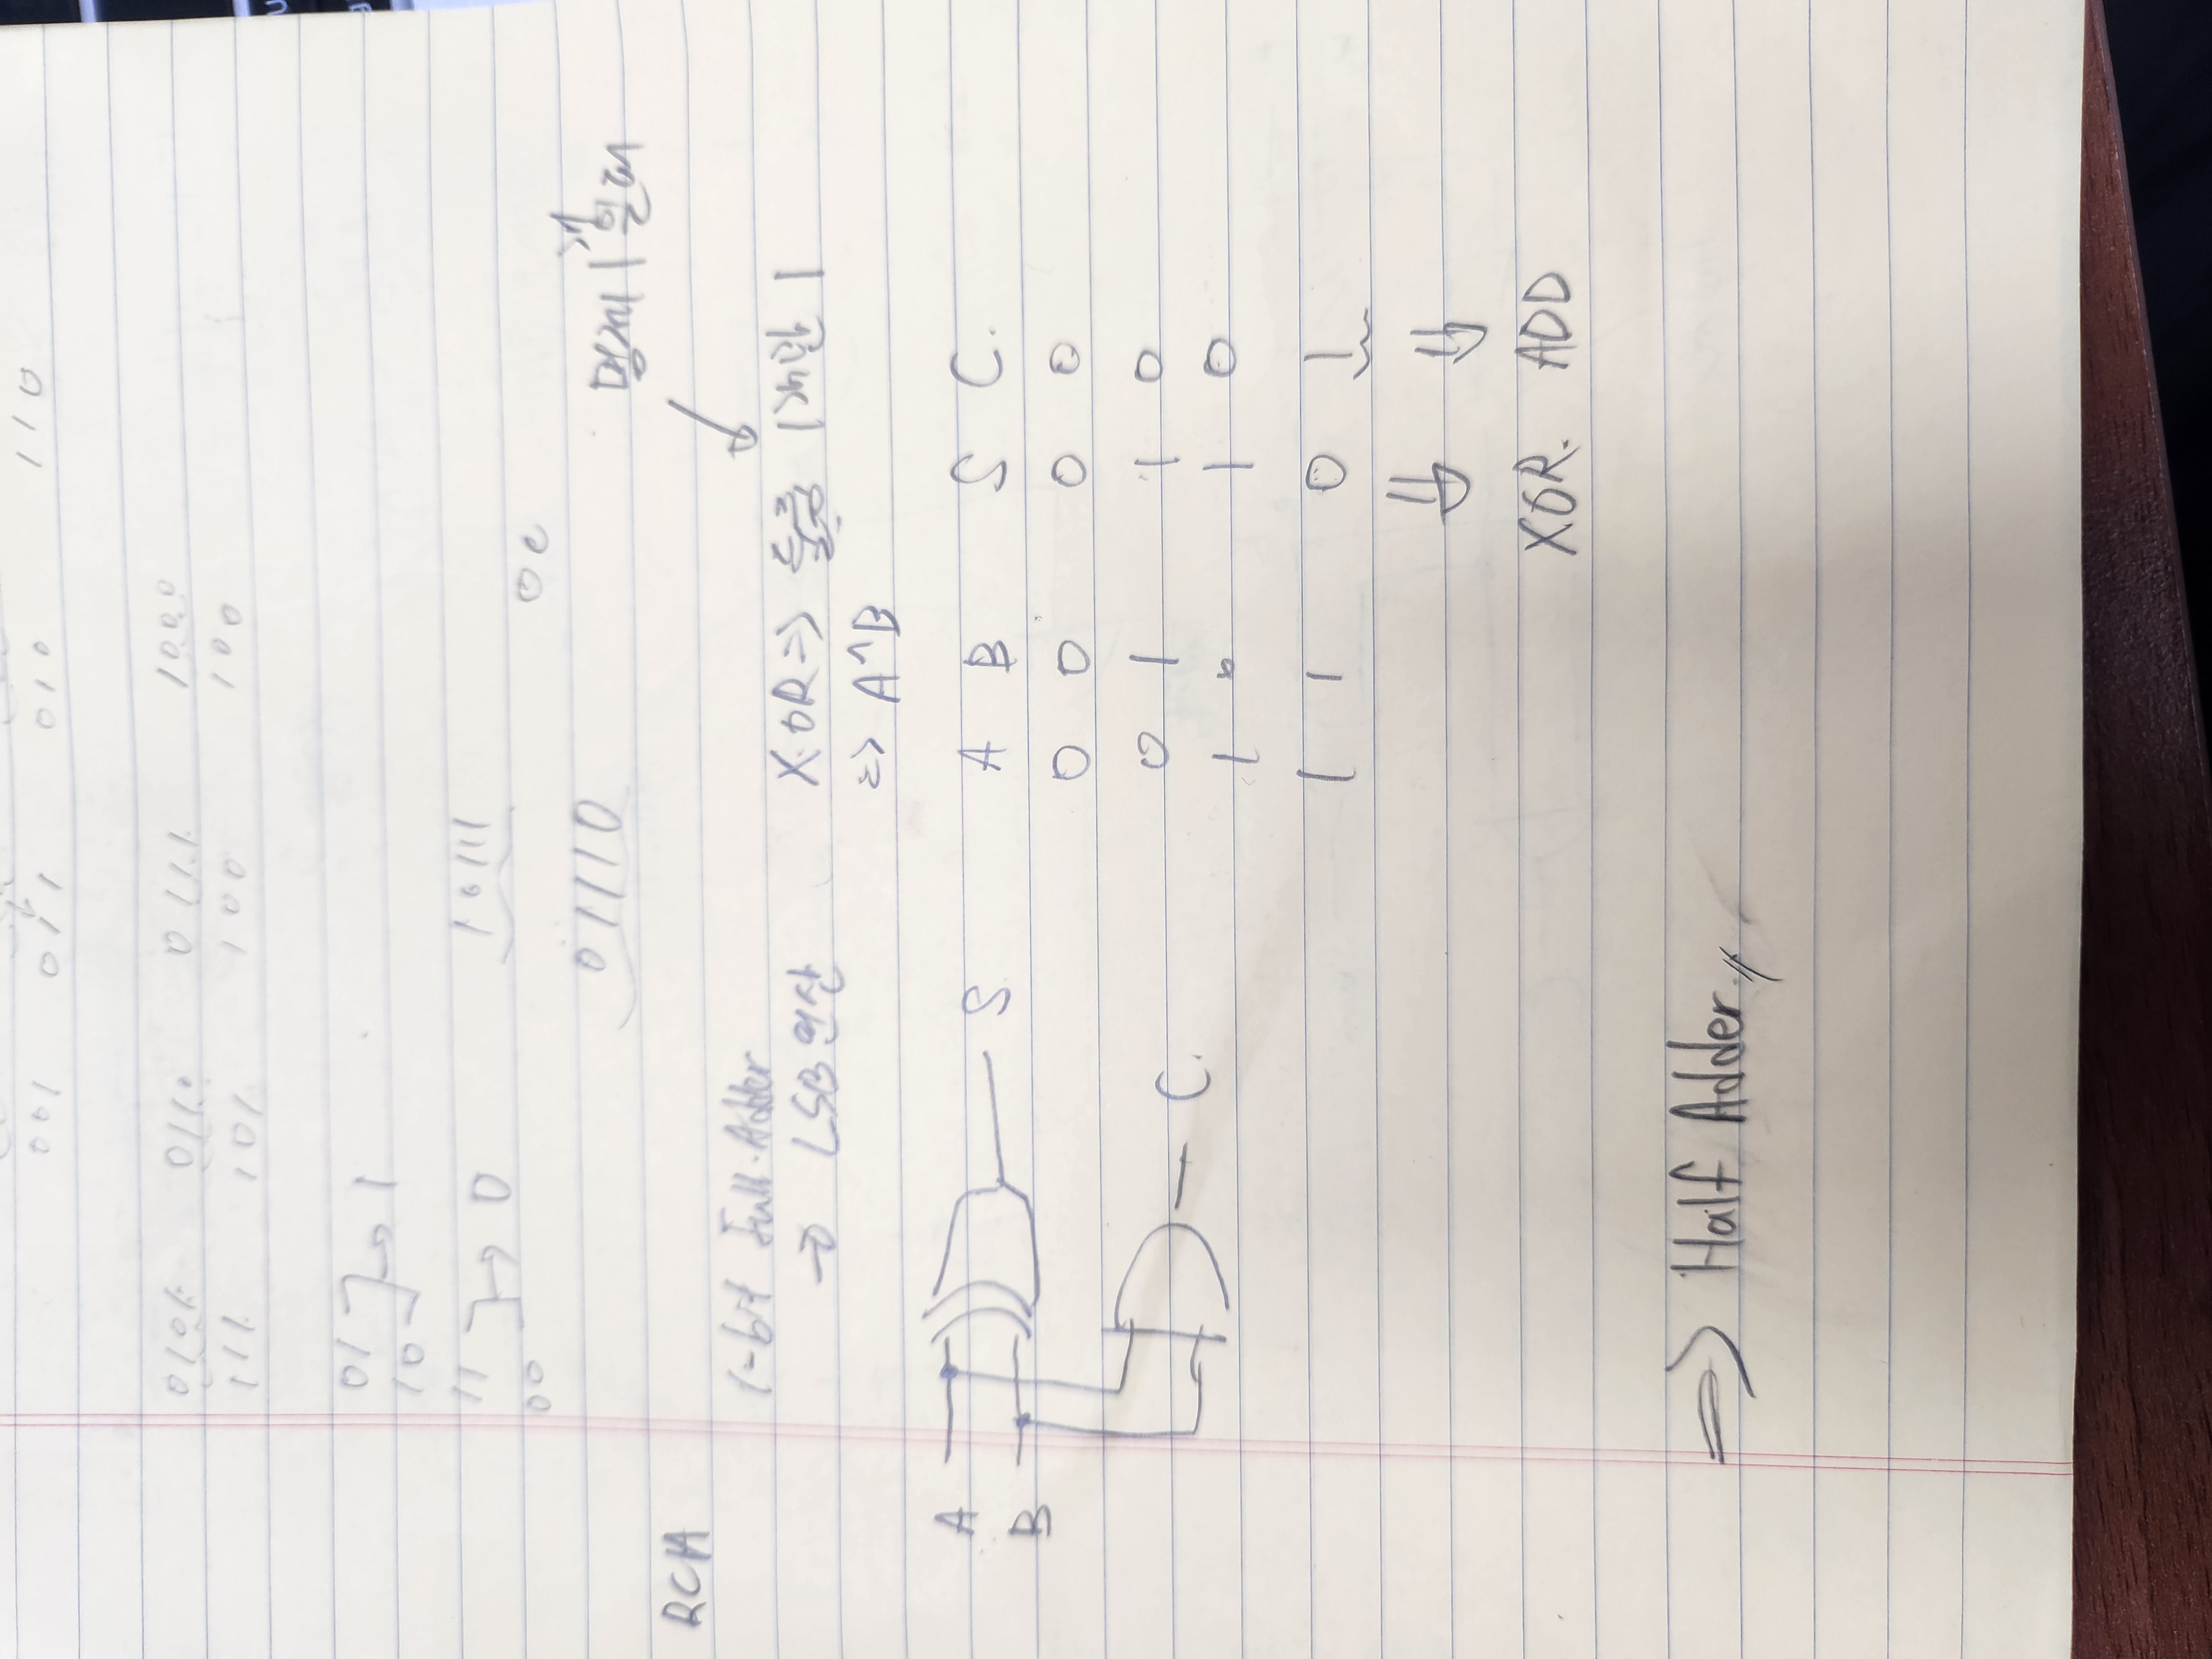 001 011 010 110
0101 0110 0111 1000
111 101 100 100
01
10 → 1
11
00 → 0
10111
01110
RCA
1-bit Full Adder
→ LSB 연산
명제 1개 일 때
XOR ⇒ 둘중 1개만 1
⇒ A^B
A
B
S
C.
A B S C.
0 0 0 0
0 1 1 0
1 0 1 0
1 1 0 1
XOR. ADD
⇒ Half Adder